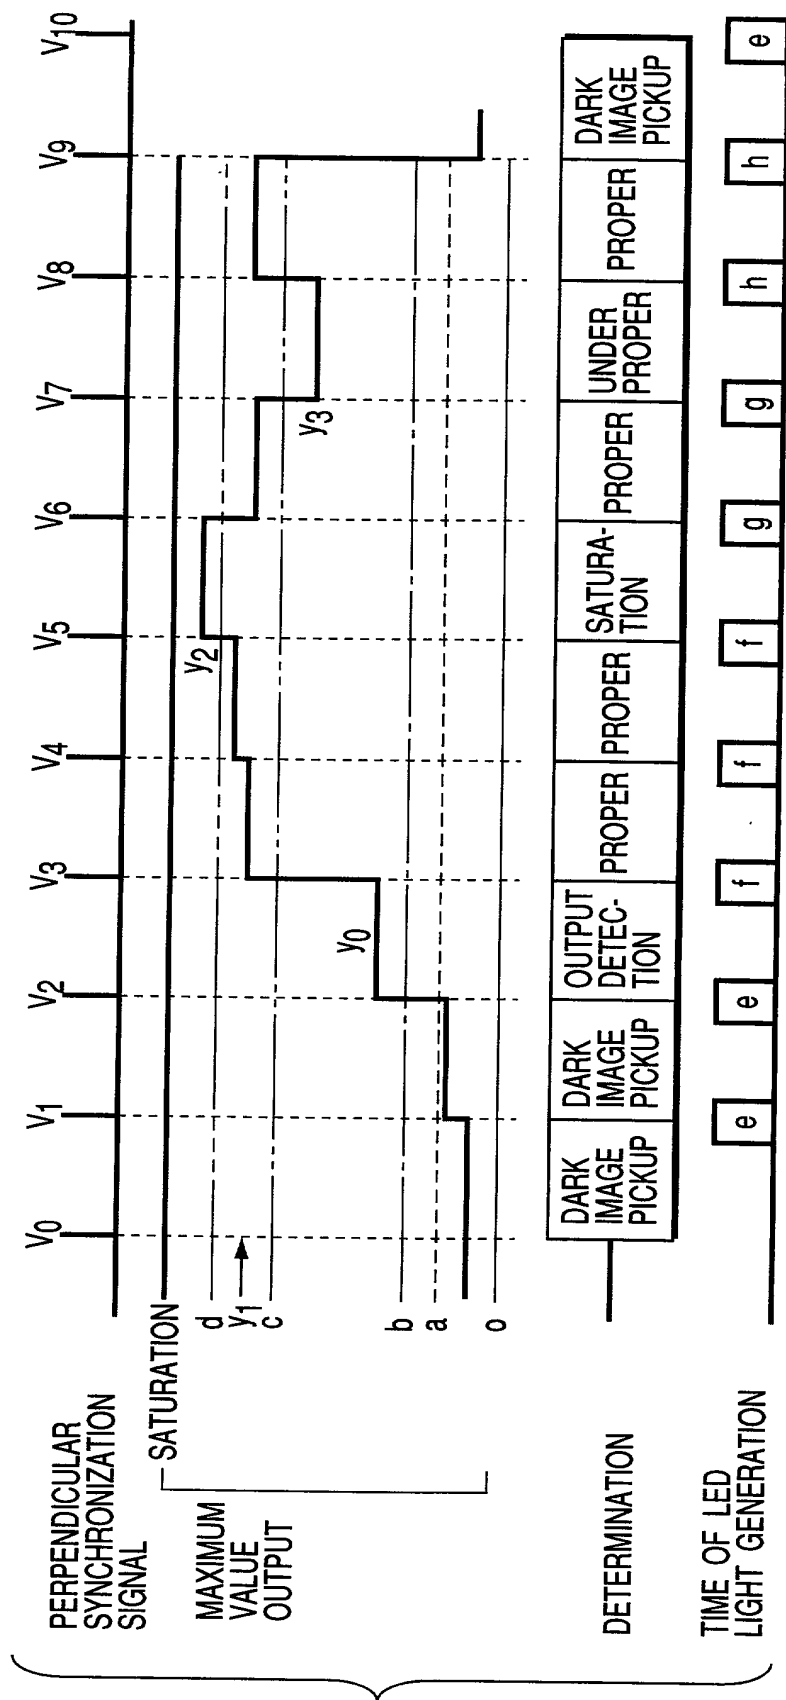 PERPENDICULAR
SYNCHRONIZATION
SIGNAL
V0 V1 V2 V3 V4 V5 V6 V7 V8 V9 V10
MAXIMUM
VALUE
OUTPUT
SATURATION
d
y1
c
b
a
o
y0
y2
y3
DETERMINATION
DARK
IMAGE
PICKUP
DARK
IMAGE
PICKUP
OUTPUT
DETEC-
TION
PROPER
PROPER
SATURA-
TION
PROPER
UNDER
PROPER
PROPER
DARK
IMAGE
PICKUP
TIME OF LED
LIGHT GENERATION
e e f f f g g h h e